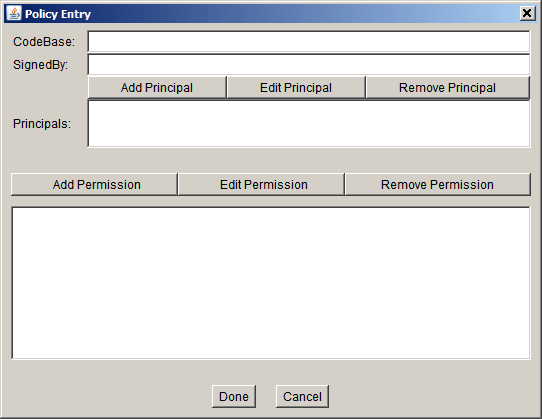 Policy Entry
CodeBase:
SignedBy:
Add Principal Edit Principal Remove Principal
Principals:
Add Permission Edit Permission Remove Permission
Done Cancel